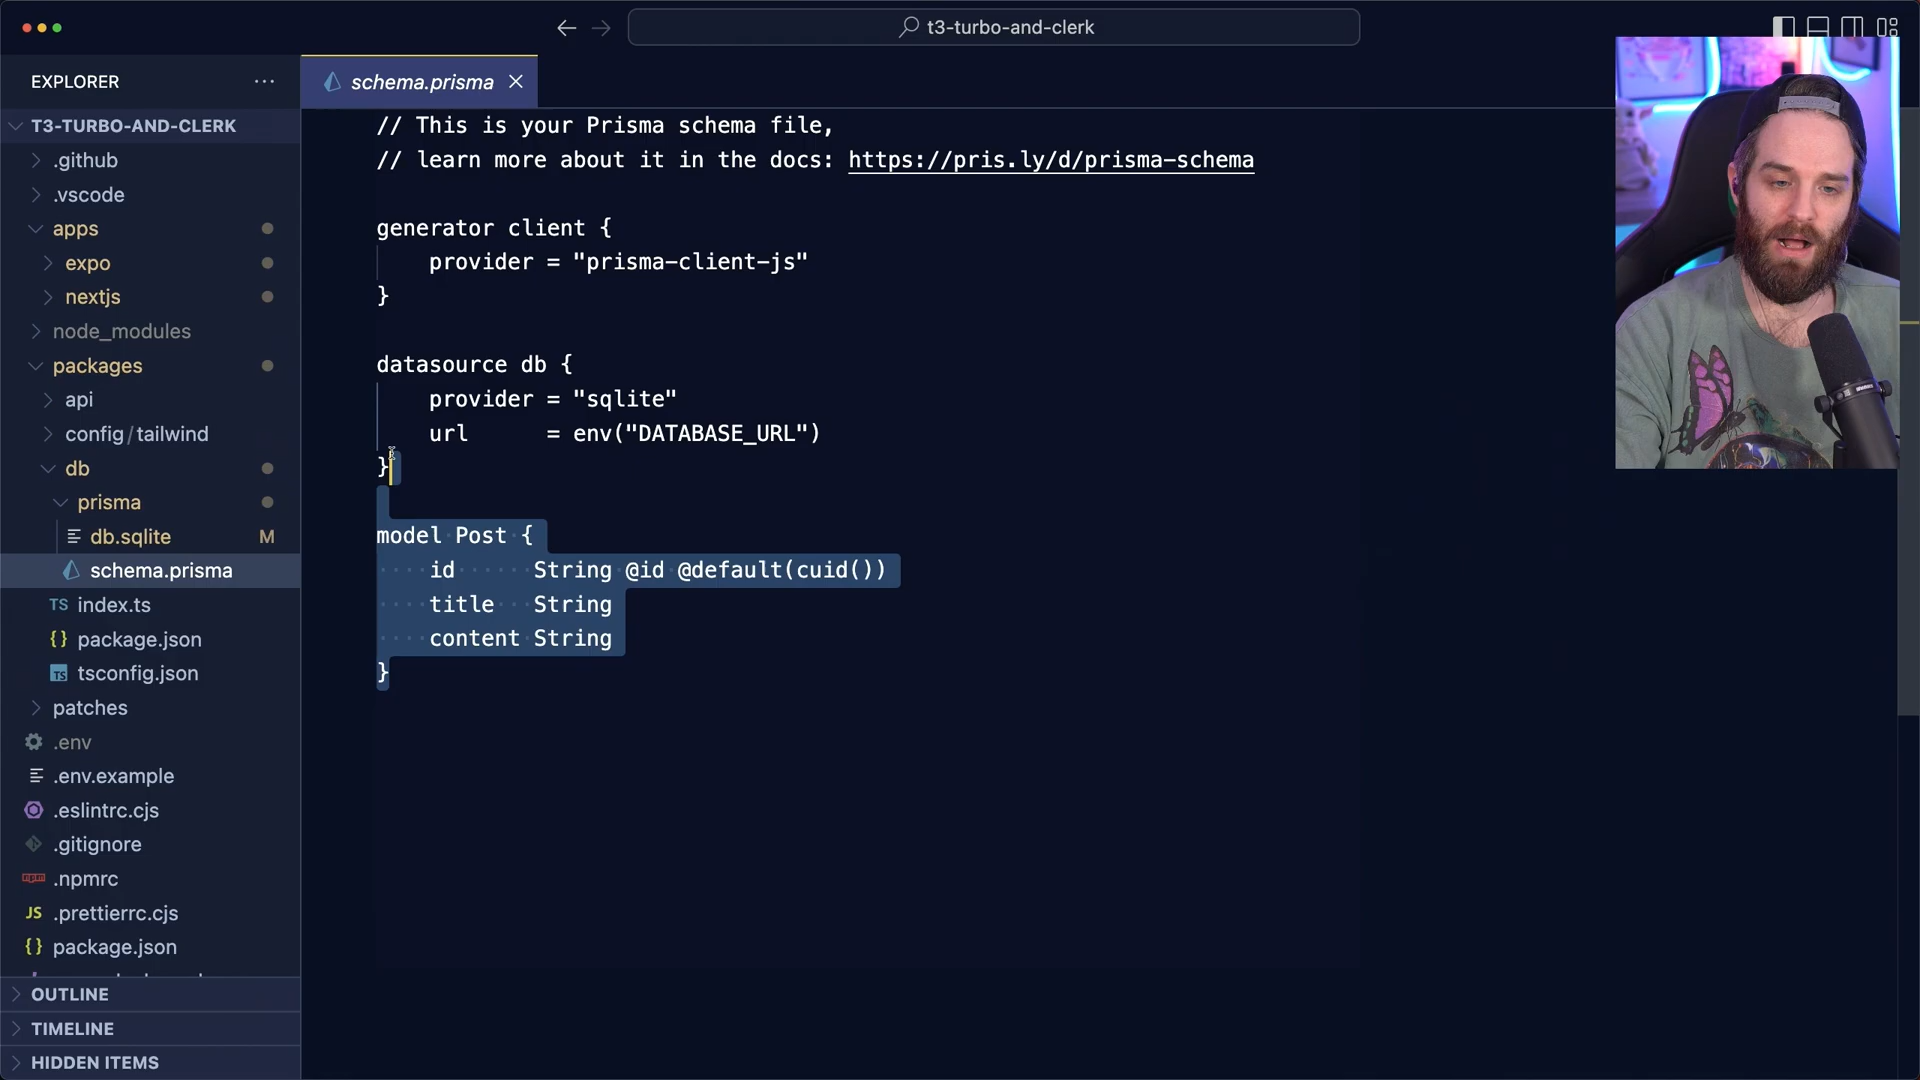 t3-turbo-and-clerk
EXPLORER
T3-TURBO-AND-CLERK
.github
.vscode
apps
expo
nextjs
node_modules
packages
api
config/tailwind
db
prisma
db.sqlite M
schema.prisma
TS index.ts
{} package.json
TS tsconfig.json
patches
.env
.env.example
.eslintrc.cjs
.gitignore
npm .npmrc
JS .prettierrc.cjs
{} package.json
OUTLINE
TIMELINE
HIDDEN ITEMS
schema.prisma
// This is your Prisma schema file,
// learn more about it in the docs: https://pris.ly/d/prisma-schema
generator client {
provider = "prisma-client-js"
}
datasource db {
provider = "sqlite"
url = env("DATABASE_URL")
}
model Post {
id String @id @default(cuid())
title String
content String
}